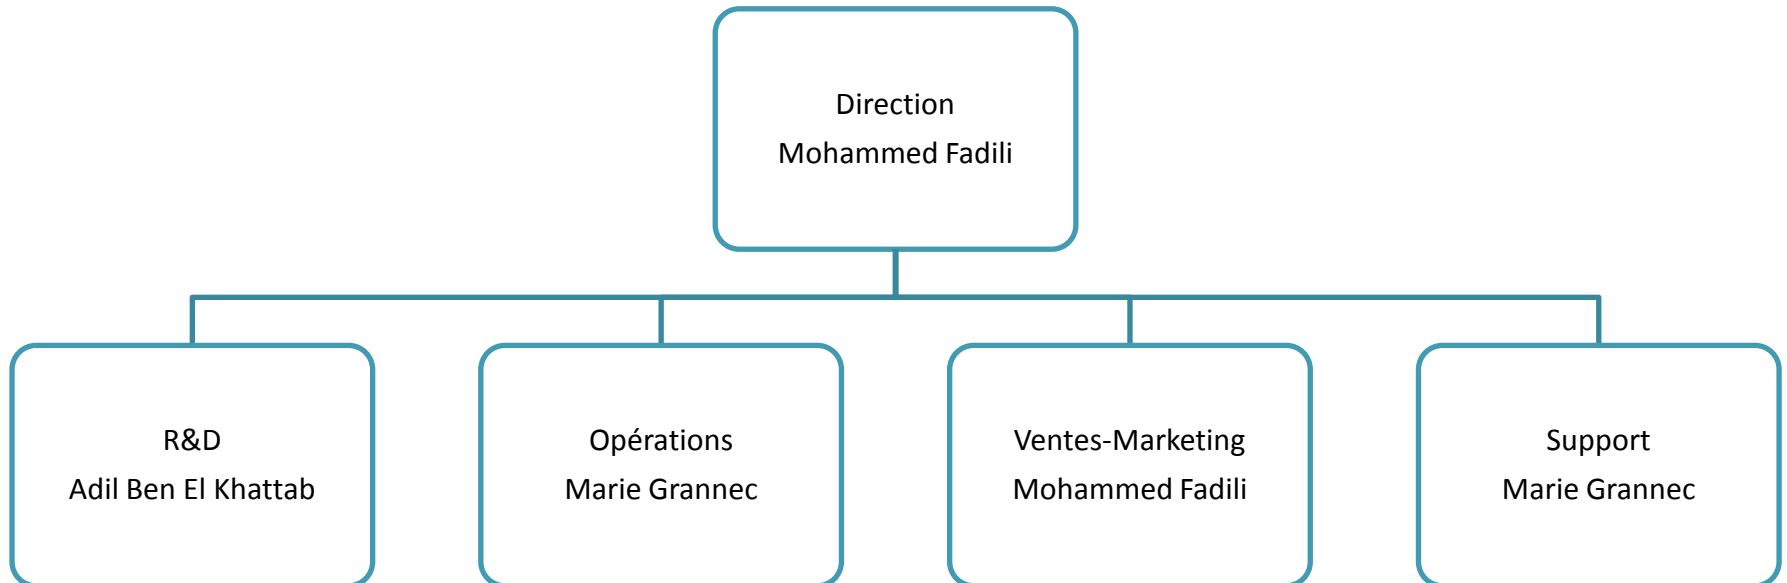 Direction
Mohammed Fadili
R&D
Adil Ben El Khattab
Opérations
Marie Grannec
Ventes-Marketing
Mohammed Fadili
Support
Marie Grannec